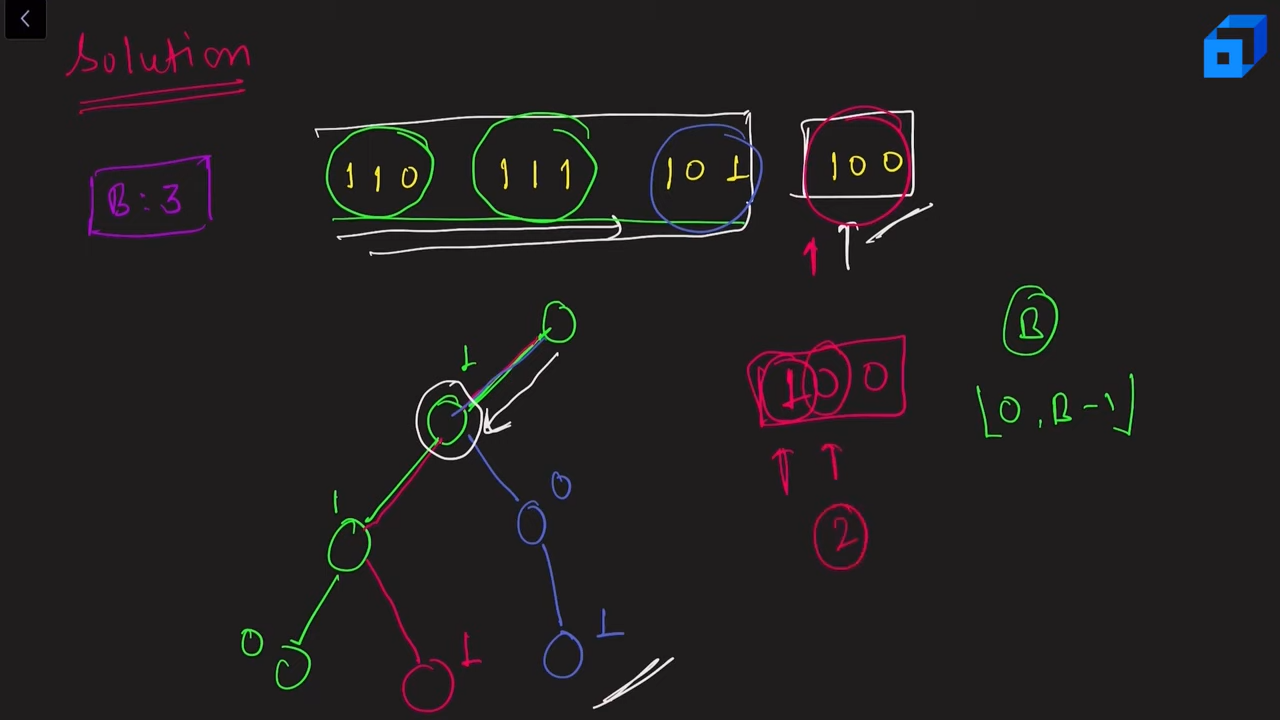 Solution
B : 3
1 1 0 1 1 1 1 0 1 1 0 0
B
[0, B-1]
1 0 0
2
1
1 0
0 1 1